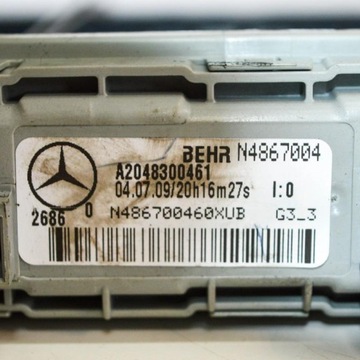 BEHR N4867004
A2048300461
04.07.09/20h16m27s I:0
2686 0 N486700460XUB G3_3